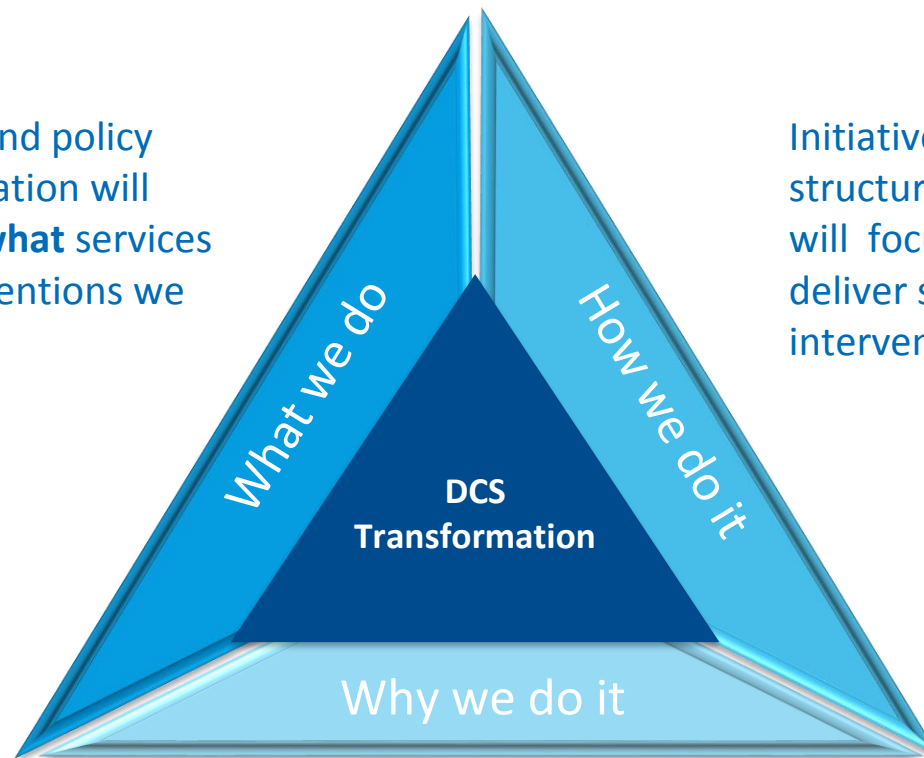 nd policy
ation will
what services
entions we
Initiative
structur
will focu
deliver s
interven
What we do
How we do it
DCS
Transformation
Why we do it